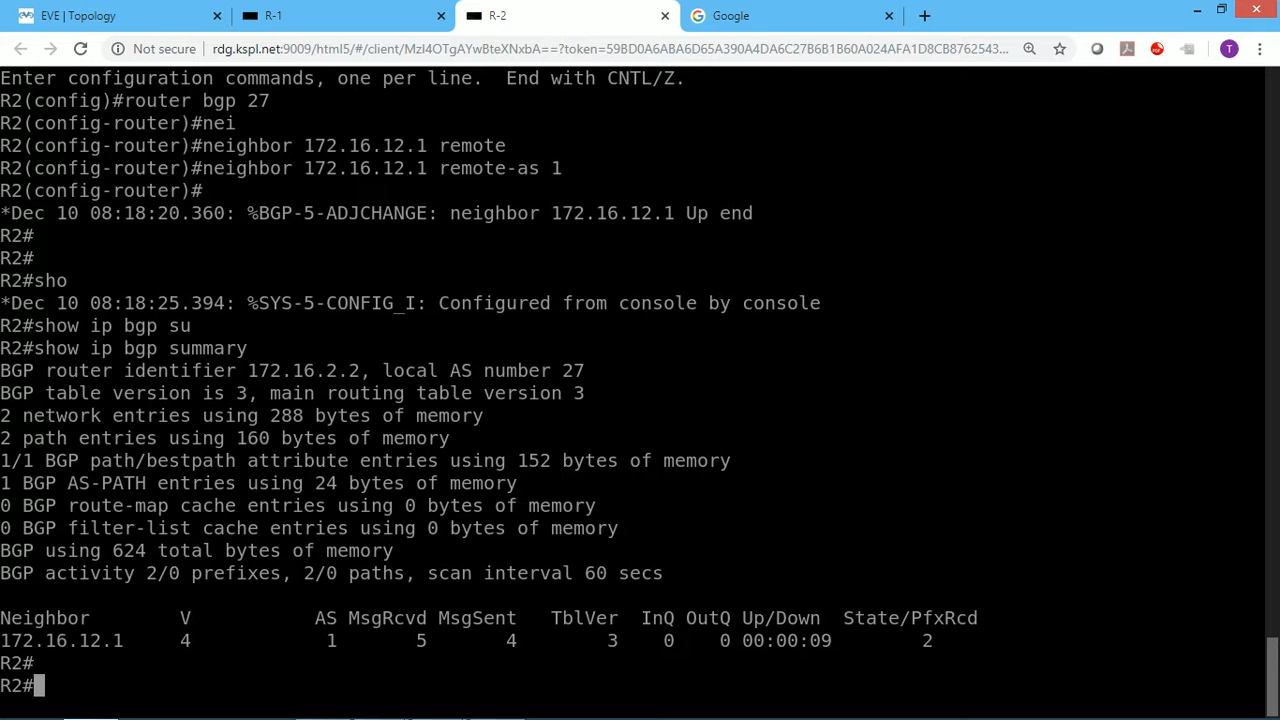 EVE | Topology
R-1
R-2
Google
Not secure
rdg.kspl.net:9009/html5/#/client/MzI4OTgAYwBteXNxbA==?token=59BD0A6ABA6D65A390A4DA6C27B6B1B60A024AFA1D8CB8762543...
T
Enter configuration commands, one per line.  End with CNTL/Z.
R2(config)#router bgp 27
R2(config-router)#nei
R2(config-router)#neighbor 172.16.12.1 remote
R2(config-router)#neighbor 172.16.12.1 remote-as 1
R2(config-router)#
*Dec 10 08:18:20.360: %BGP-5-ADJCHANGE: neighbor 172.16.12.1 Up end
R2#
R2#
R2#sho
*Dec 10 08:18:25.394: %SYS-5-CONFIG_I: Configured from console by console
R2#show ip bgp su
R2#show ip bgp summary
BGP router identifier 172.16.2.2, local AS number 27
BGP table version is 3, main routing table version 3
2 network entries using 288 bytes of memory
2 path entries using 160 bytes of memory
1/1 BGP path/bestpath attribute entries using 152 bytes of memory
1 BGP AS-PATH entries using 24 bytes of memory
0 BGP route-map cache entries using 0 bytes of memory
0 BGP filter-list cache entries using 0 bytes of memory
BGP using 624 total bytes of memory
BGP activity 2/0 prefixes, 2/0 paths, scan interval 60 secs
Neighbor        V           AS MsgRcvd MsgSent   TblVer  InQ OutQ Up/Down  State/PfxRcd
172.16.12.1     4            1       5       4        3    0    0 00:00:09        2
R2#
R2#